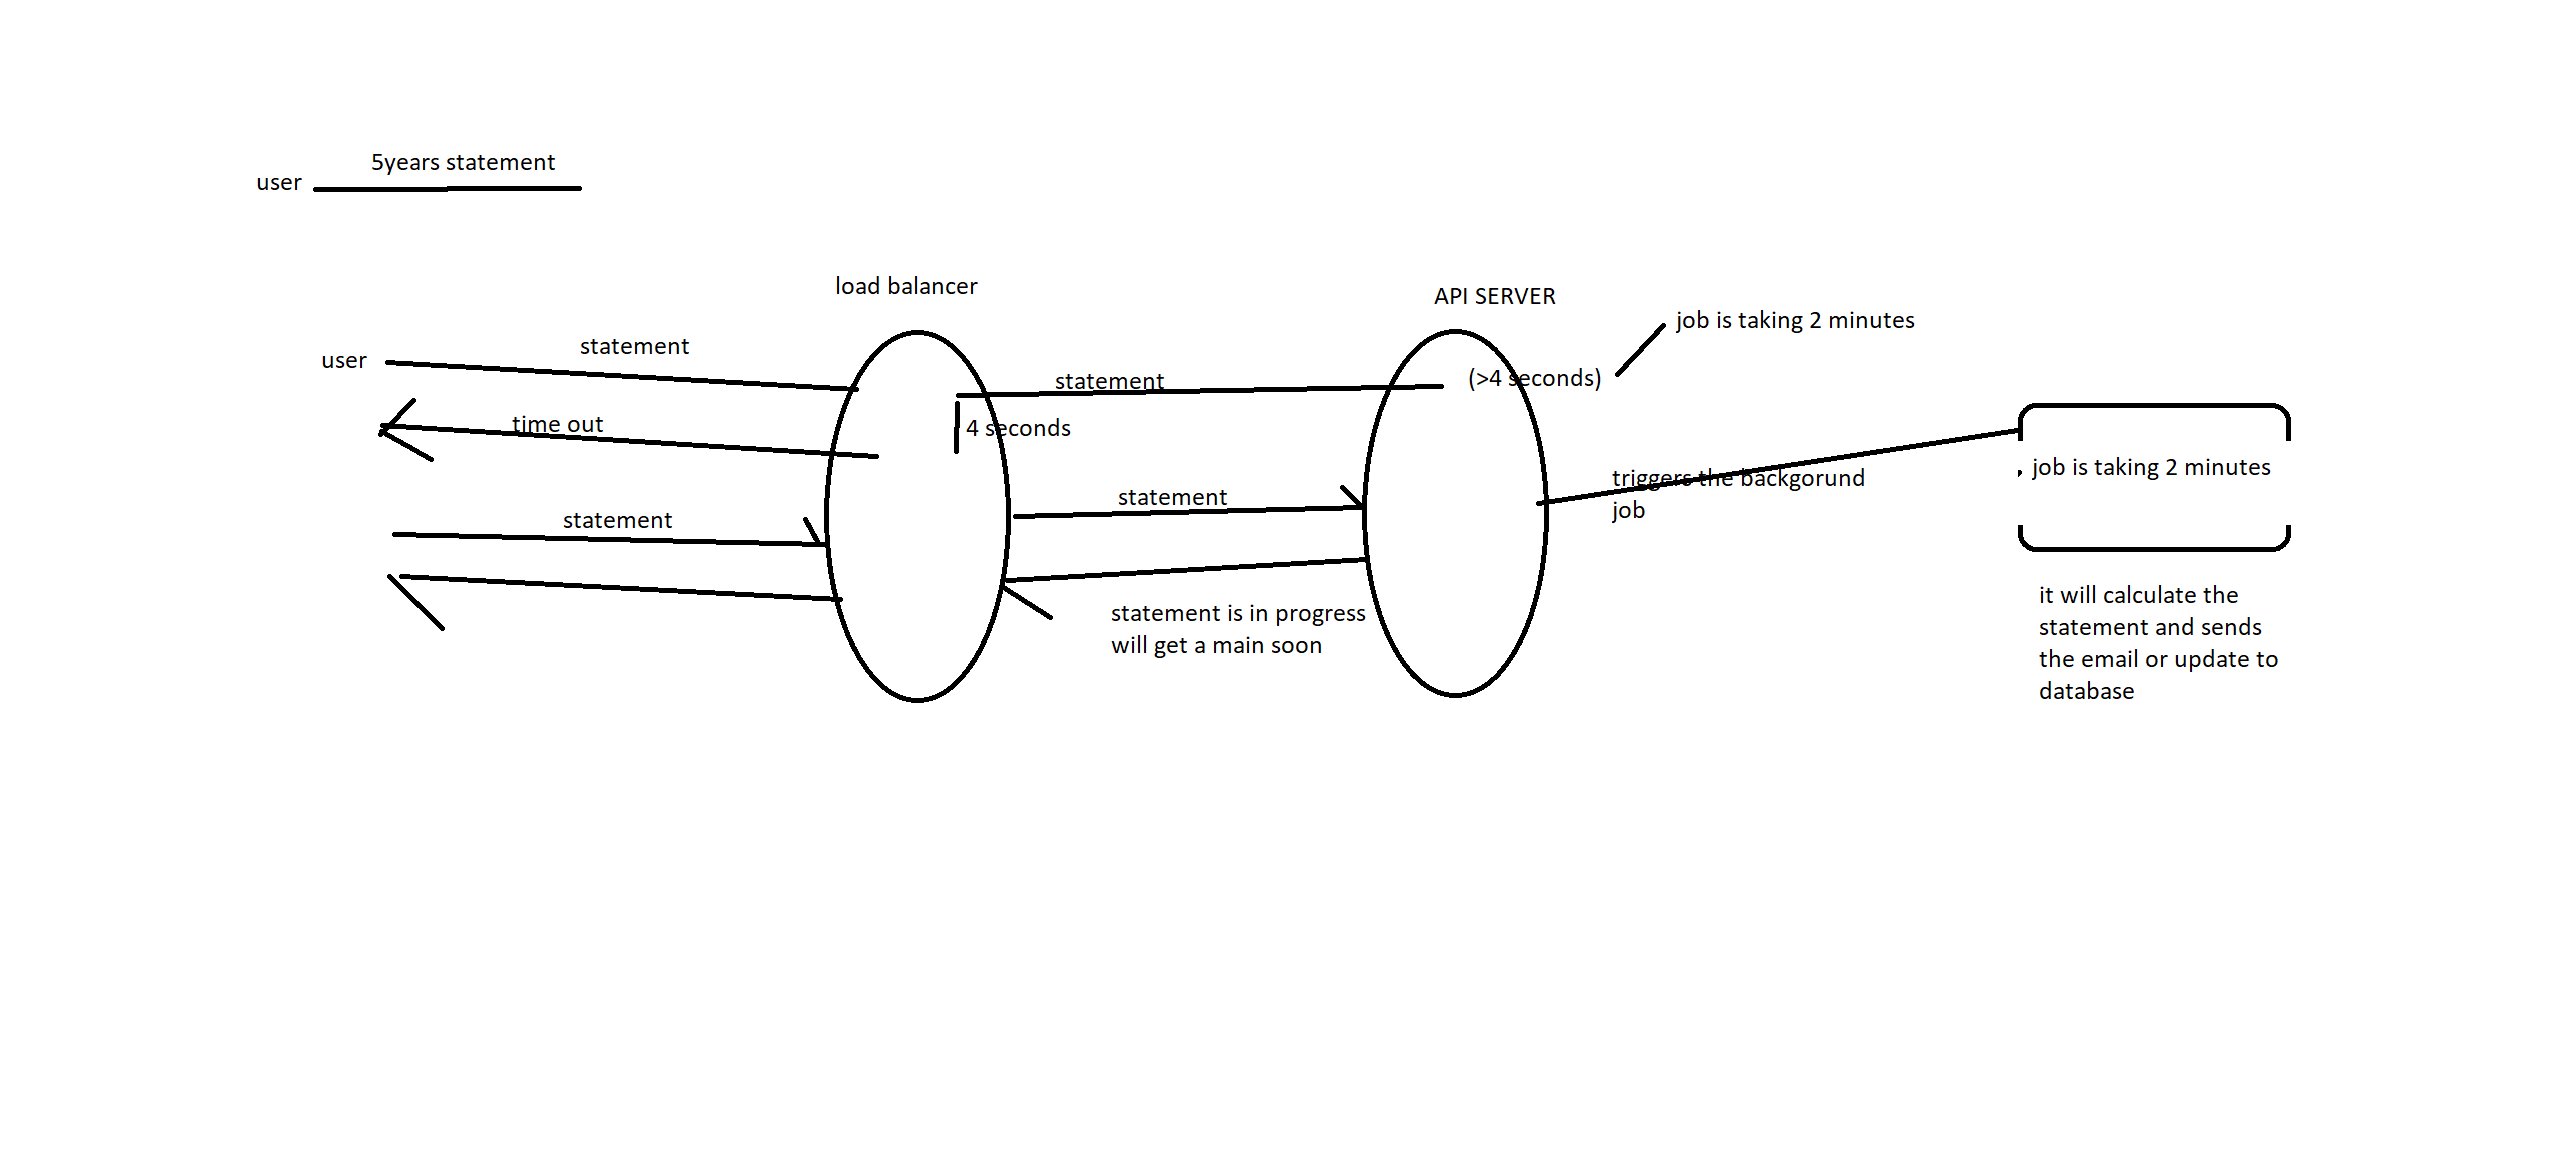 5years statement
user
load balancer
API SERVER
job is taking 2 minutes
statement
user
statement
(>4 seconds)
time out
4 seconds
job is taking 2 minutes
triggers the backgorund
job
statement
statement
statement is in progress
will get a main soon
it will calculate the
statement and sends
the email or update to
database